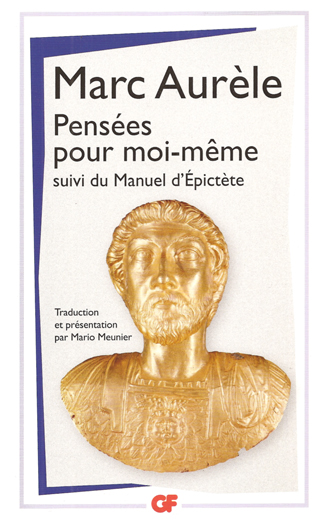 Marc Aurèle
Pensées
pour moi-même
suivi du Manuel d'Épictète
Traduction
et présentation
par Mario Meunier
GF